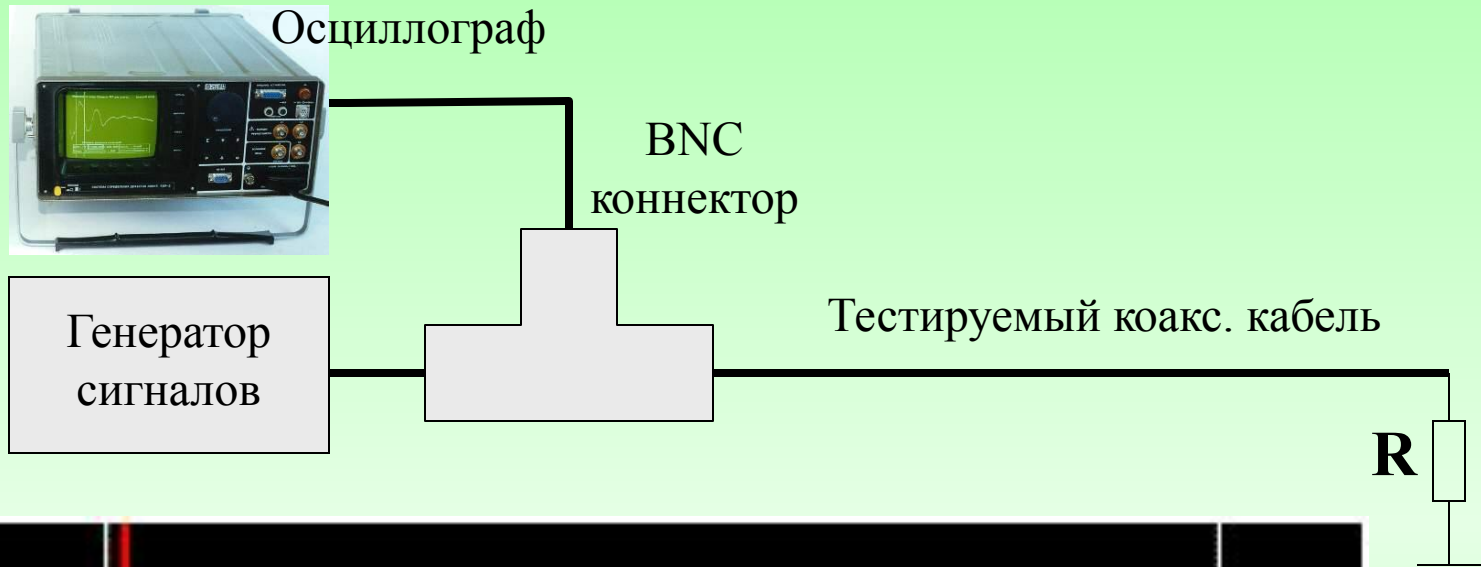 Осциллограф
BNC
коннектор
Генератор
сигналов
Тестируемый коакс. кабель
R